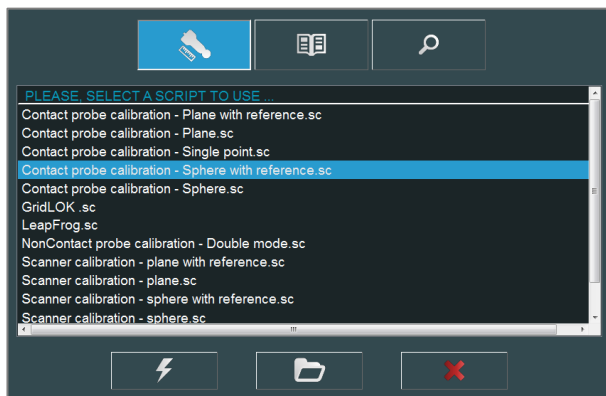 PLEASE, SELECT A SCRIPT TO USE ...
Contact probe calibration - Plane with reference.sc
Contact probe calibration - Plane.sc
Contact probe calibration - Single point.sc
Contact probe calibration - Sphere with reference.sc
Contact probe calibration - Sphere.sc
GridLOK .sc
LeapFrog.sc
NonContact probe calibration - Double mode.sc
Scanner calibration - plane with reference.sc
Scanner calibration - plane.sc
Scanner calibration - sphere with reference.sc
Scanner calibration - sphere.sc